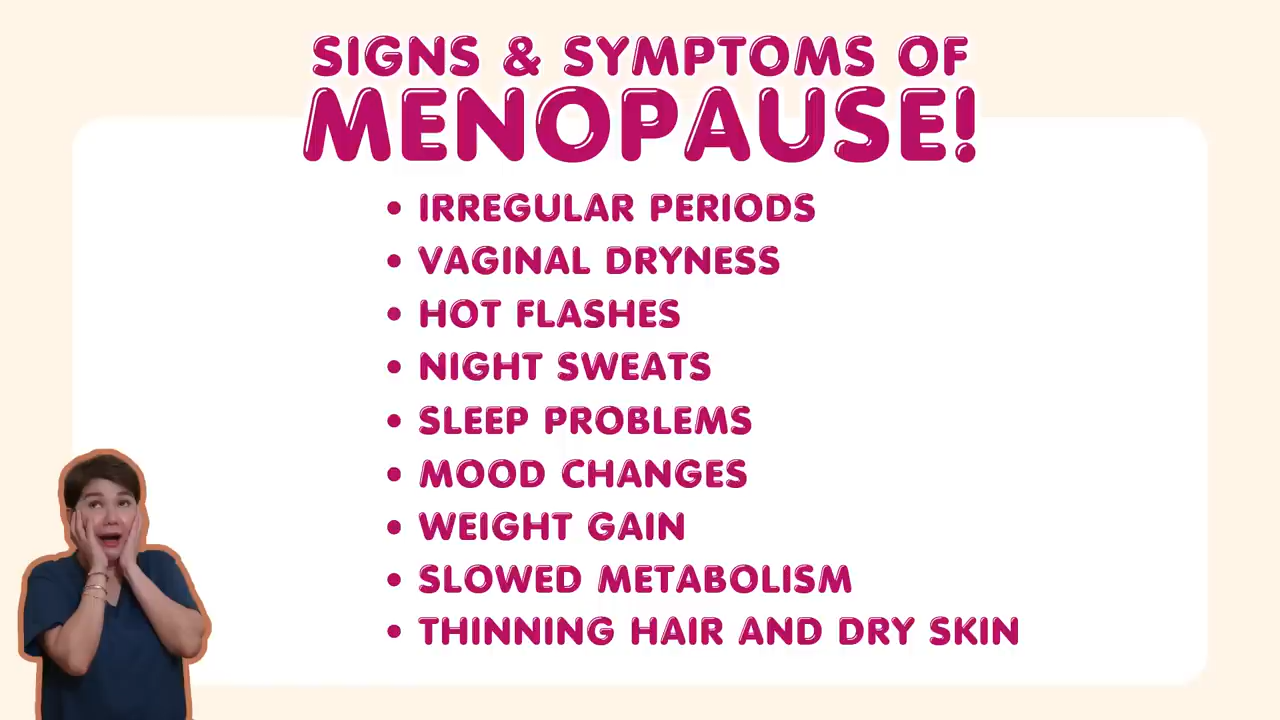 SIGNS & SYMPTOMS OF
MENOPAUSE!
• IRREGULAR PERIODS
• VAGINAL DRYNESS
• HOT FLASHES
• NIGHT SWEATS
• SLEEP PROBLEMS
• MOOD CHANGES
• WEIGHT GAIN
• SLOWED METABOLISM
• THINNING HAIR AND DRY SKIN